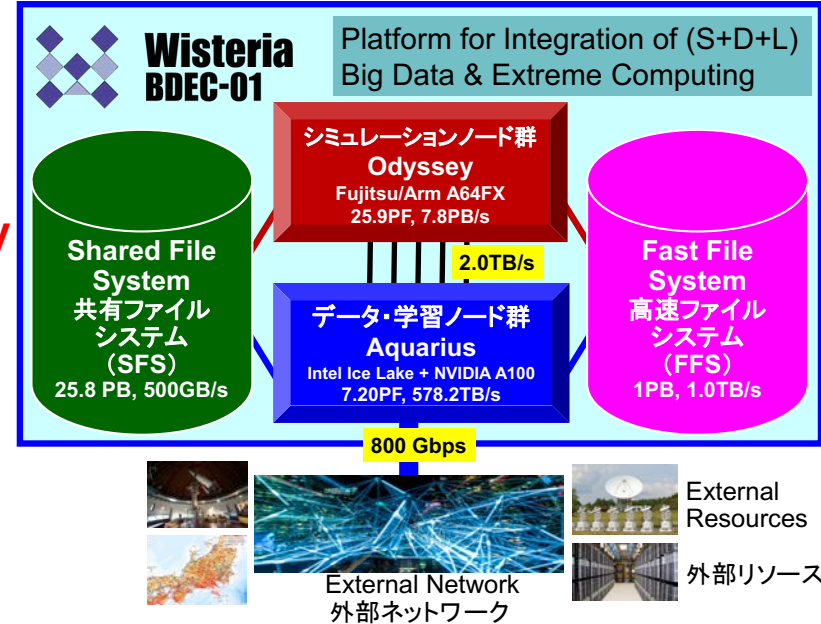 Wisteria
BDEC-01
Platform for Integration of (S+D+L)
Big Data & Extreme Computing
シミュレーションノード群
Odyssey
Fujitsu/Arm A64FX
25.9PF, 7.8PB/s
Shared File
System
共有ファイル
システム
(SFS)
25.8 PB, 500GB/s
2.0TB/s
データ・学習ノード群
Aquarius
Intel Ice Lake + NVIDIA A100
7.20PF, 578.2TB/s
Fast File
System
高速ファイル
システム
(FFS)
1PB, 1.0TB/s
800 Gbps
External Network
外部ネットワーク
External
Resources
外部リソース